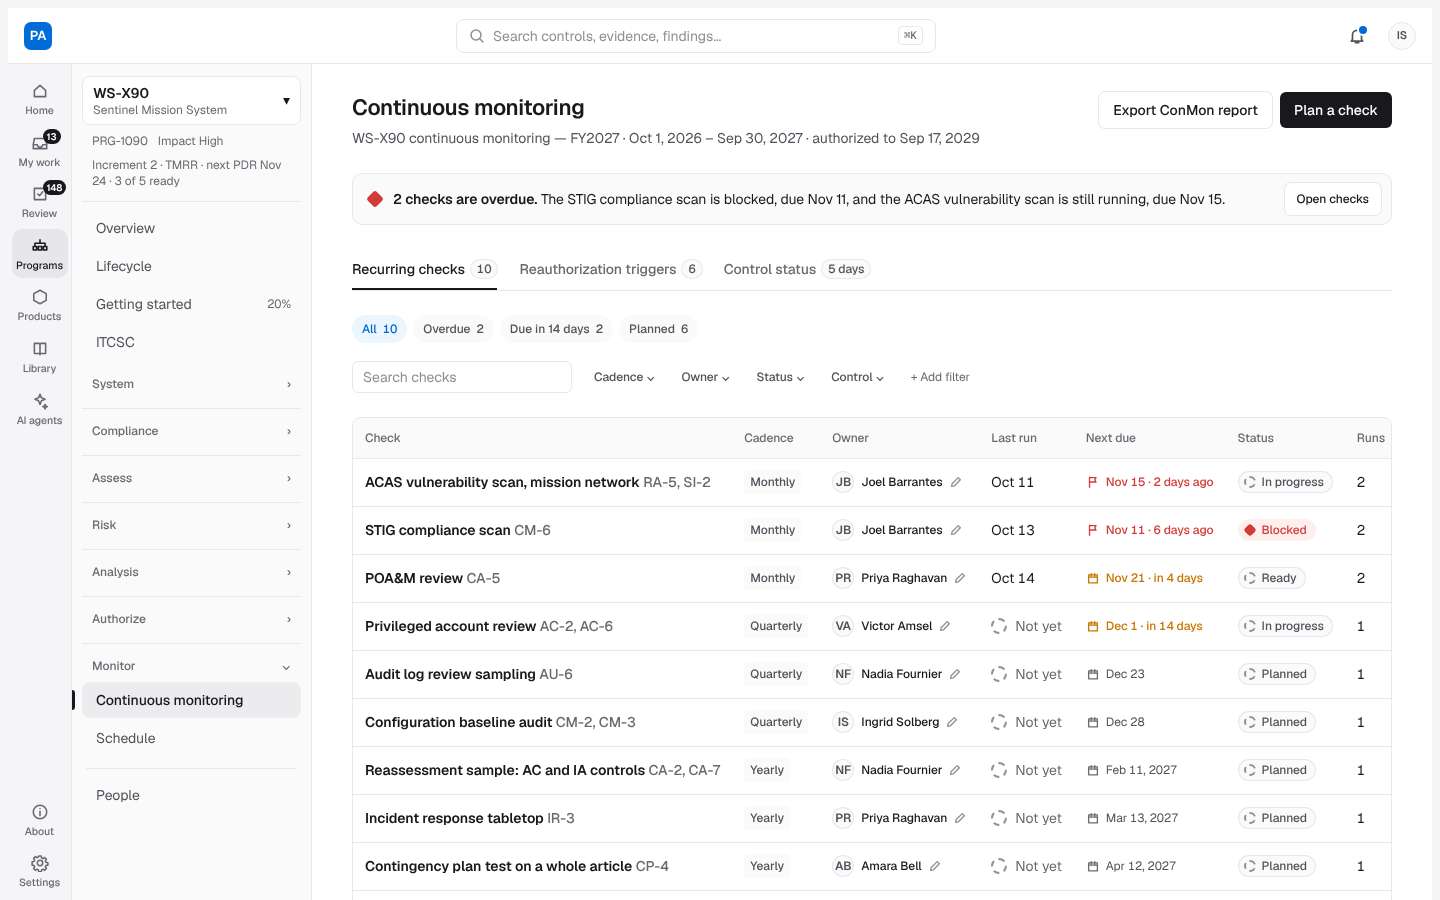 PA
Search controls, evidence, findings...
⌘K
IS
Home
13
My work
148
Review
Programs
Products
Library
AI agents
About
Settings
WS-X90
Sentinel Mission System
PRG-1090 Impact High
Increment 2 · TMRR · next PDR Nov
24 · 3 of 5 ready
Overview
Lifecycle
Getting started 20%
ITCSC
System
Compliance
Assess
Risk
Analysis
Authorize
Monitor
Continuous monitoring
Schedule
People
Continuous monitoring
WS-X90 continuous monitoring — FY2027 · Oct 1, 2026 – Sep 30, 2027 · authorized to Sep 17, 2029
Export ConMon report
Plan a check
2 checks are overdue. The STIG compliance scan is blocked, due Nov 11, and the ACAS vulnerability scan is still running, due Nov 15.
Open checks
Recurring checks 10 Reauthorization triggers 6 Control status 5 days
All 10 Overdue 2 Due in 14 days 2 Planned 6
Search checks Cadence Owner Status Control + Add filter
Check Cadence Owner Last run Next due Status Runs
ACAS vulnerability scan, mission network RA-5, SI-2 Monthly JB Joel Barrantes Oct 11 Nov 15 · 2 days ago In progress 2
STIG compliance scan CM-6 Monthly JB Joel Barrantes Oct 13 Nov 11 · 6 days ago Blocked 2
POA&M review CA-5 Monthly PR Priya Raghavan Oct 14 Nov 21 · in 4 days Ready 2
Privileged account review AC-2, AC-6 Quarterly VA Victor Amsel Not yet Dec 1 · in 14 days In progress 1
Audit log review sampling AU-6 Quarterly NF Nadia Fournier Not yet Dec 23 Planned 1
Configuration baseline audit CM-2, CM-3 Quarterly IS Ingrid Solberg Not yet Dec 28 Planned 1
Reassessment sample: AC and IA controls CA-2, CA-7 Yearly NF Nadia Fournier Not yet Feb 11, 2027 Planned 1
Incident response tabletop IR-3 Yearly PR Priya Raghavan Not yet Mar 13, 2027 Planned 1
Contingency plan test on a whole article CP-4 Yearly AB Amara Bell Not yet Apr 12, 2027 Planned 1